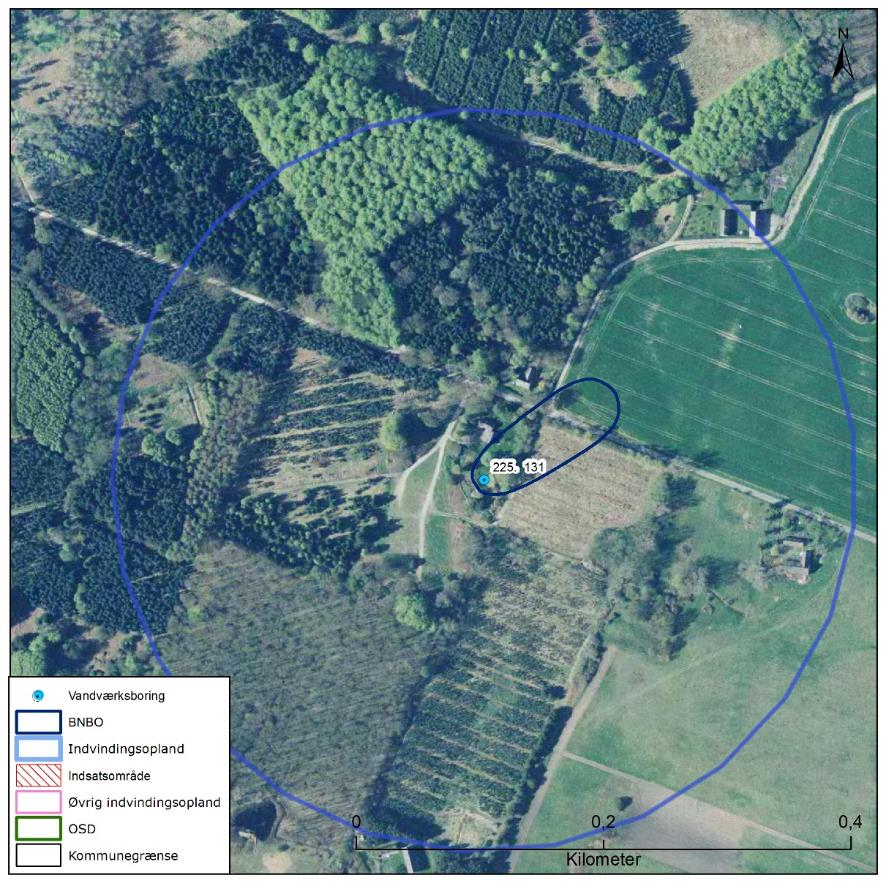 N
225. 131
Vandværksboring
BNBO
Indvindingsopland
Indsatsområde
Øvrig indvindingsopland
OSD
Kommunegrænse
0 0,2 0,4
Kilometer